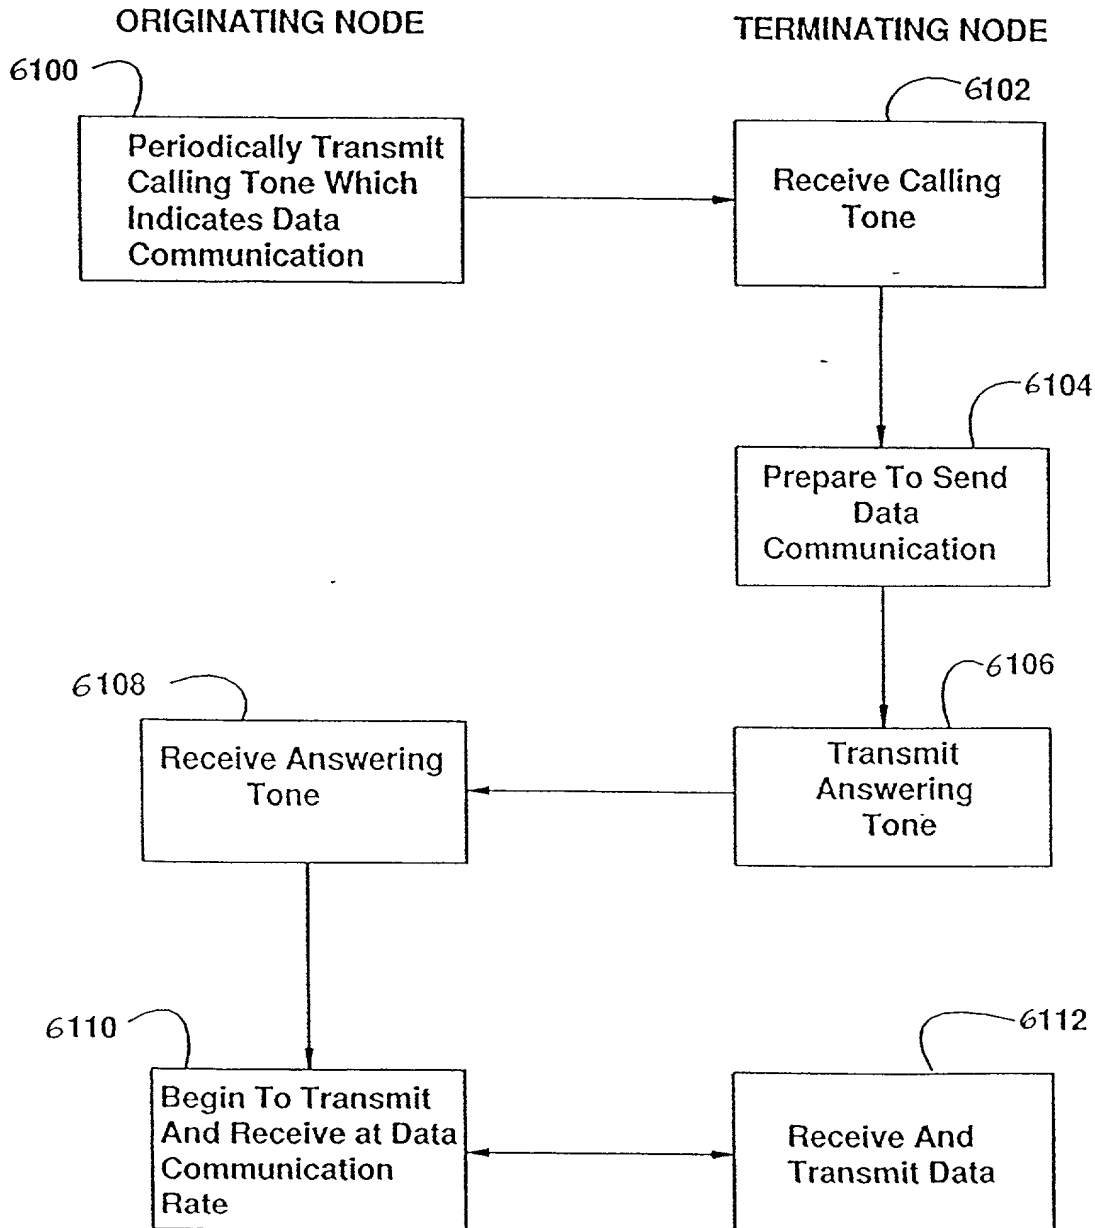 ORIGINATING NODE
TERMINATING NODE
6100
6102
Periodically Transmit
Calling Tone Which
Indicates Data
Communication
Receive Calling
Tone
6104
Prepare To Send
Data
Communication
6106
6108
Transmit
Answering
Tone
Receive Answering
Tone
6110
6112
Begin To Transmit
And Receive at Data
Communication
Rate
Receive And
Transmit Data